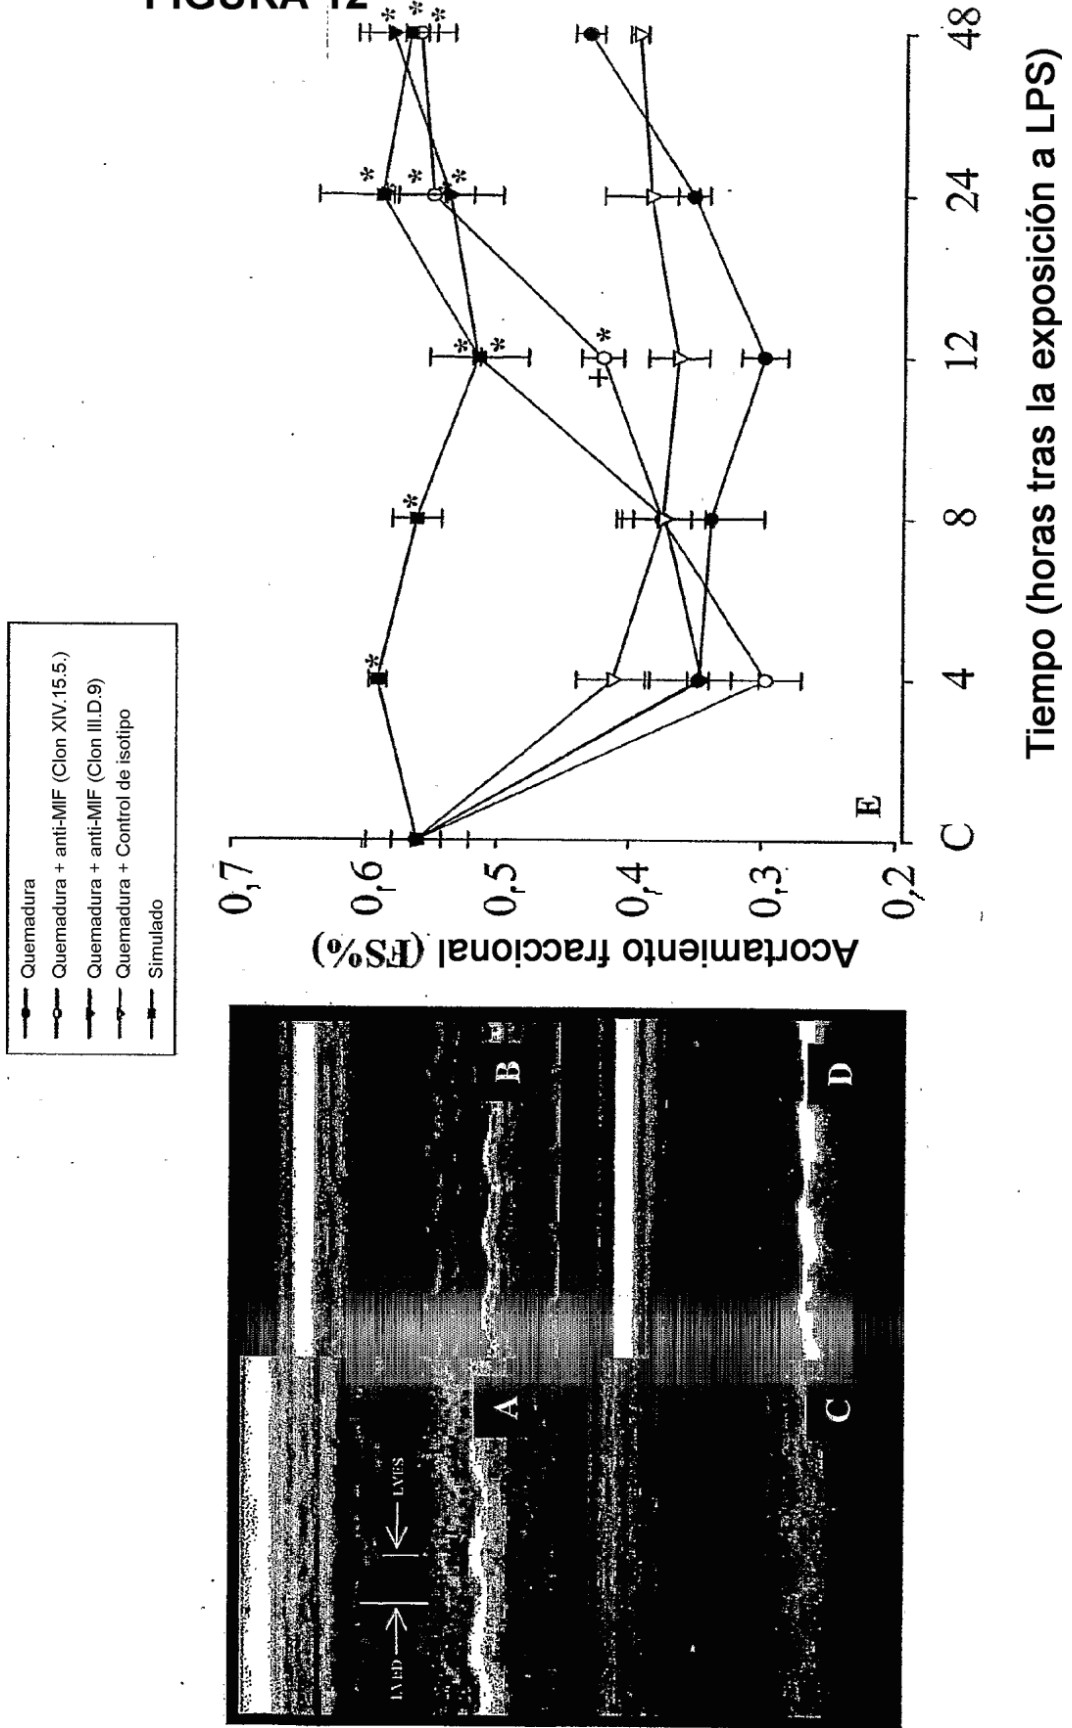 FIGURA 12
Quemadura
Quemadura + anti-MIF (Clon XIV.15.5.)
Quemadura + anti-MIF (Clon III.D.9)
Quemadura + Control de isotipo
Simulado
LVED
LVES
A
B
C
D
Acortamiento fraccional (FS%)
0,7
0,6
0,5
0,4
0,3
0,2
* * *
* * * *
* *
* +
*
*
E
C
4
8
12
24
48
Tiempo (horas tras la exposición a LPS)